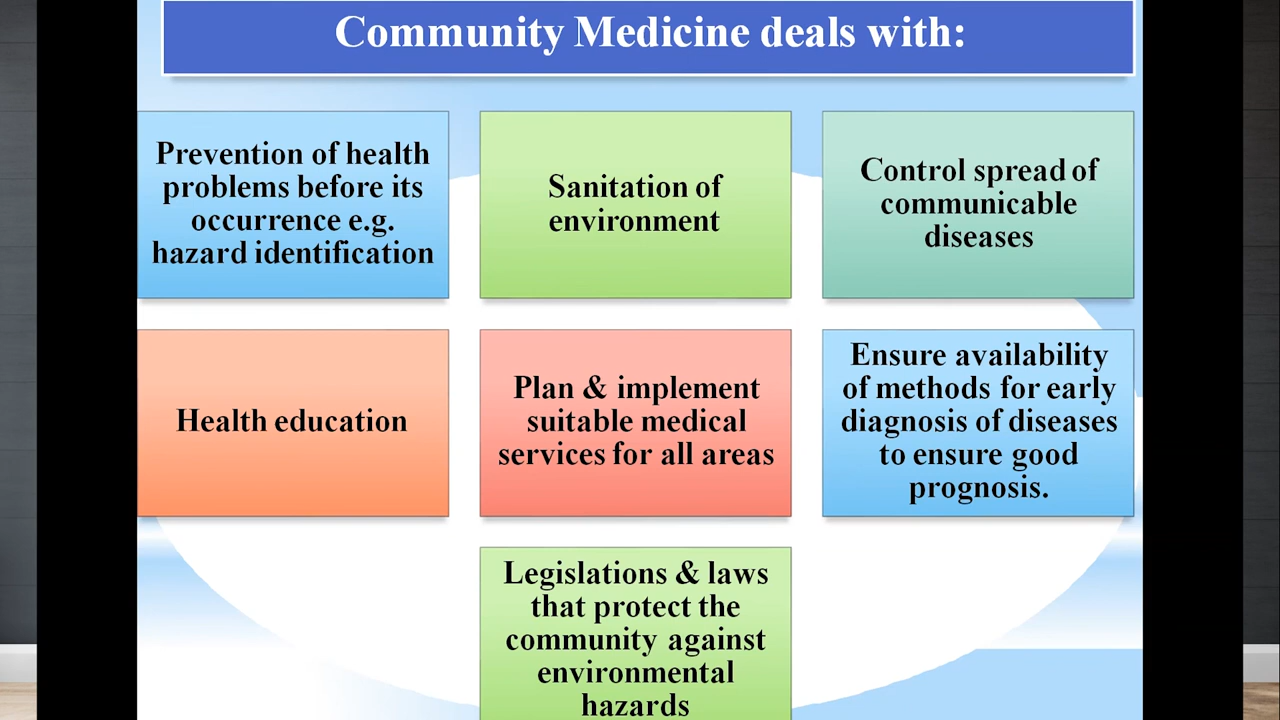 Community Medicine deals with:
Prevention of health
problems before its
occurrence e.g.
hazard identification
Sanitation of
environment
Control spread of
communicable
diseases
Health education
Plan & implement
suitable medical
services for all areas
Ensure availability
of methods for early
diagnosis of diseases
to ensure good
prognosis.
Legislations & laws
that protect the
community against
environmental
hazards